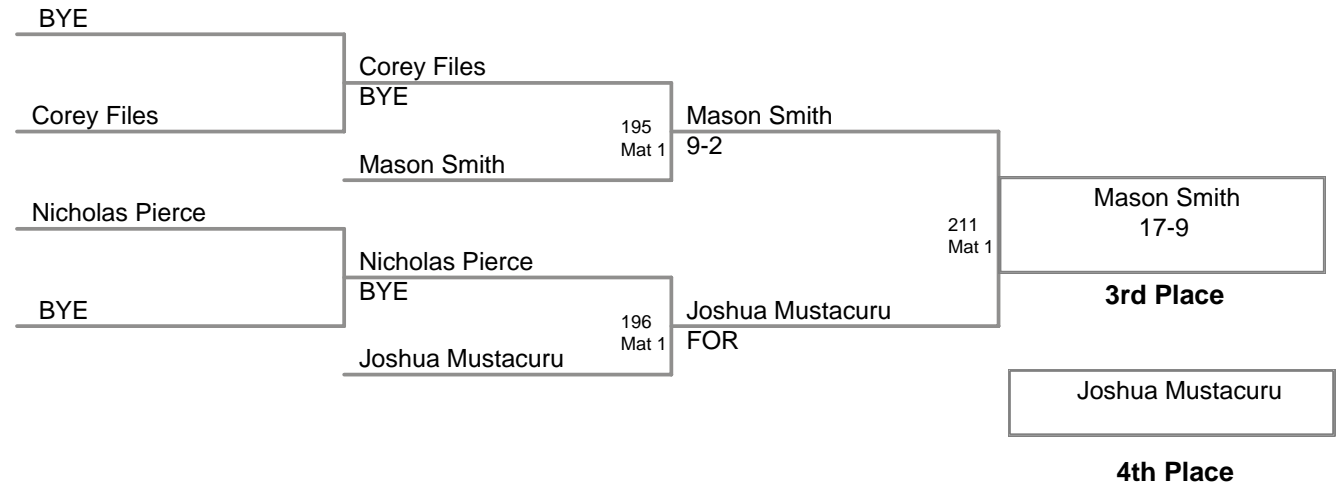 BYE
Corey Files
BYE
Corey Files
195
Mat 1
Mason Smith
9-2
Mason Smith
Nicholas Pierce
Nicholas Pierce
BYE
BYE
196
Mat 1
Joshua Mustacuru
FOR
Joshua Mustacuru
211
Mat 1
Mason Smith
17-9
3rd Place
Joshua Mustacuru
4th Place